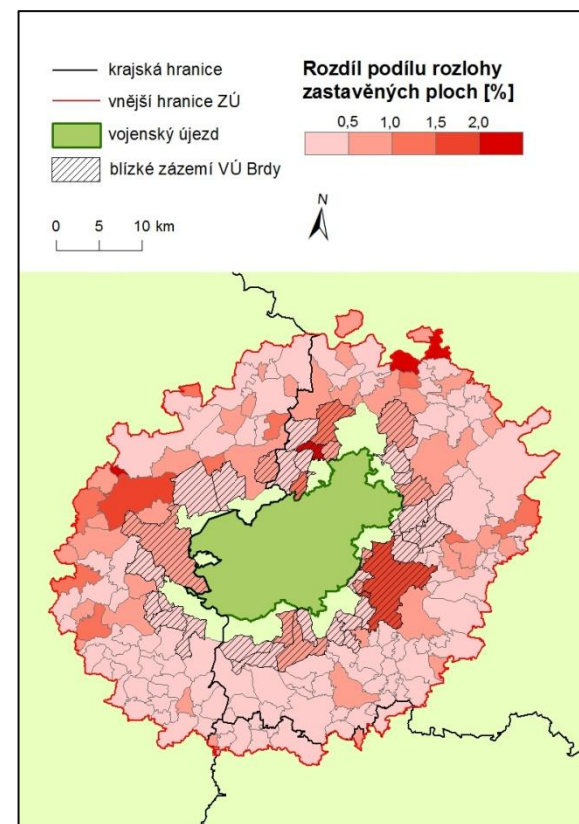 krajská hranice
vnější hranice ZÚ
vojenský újezd
blízké zázemí VÚ Brdy
0 5 10 km
Rozdíl podílu rozlohy
zastavěných ploch [%]
0,5 1,0 1,5 2,0
N